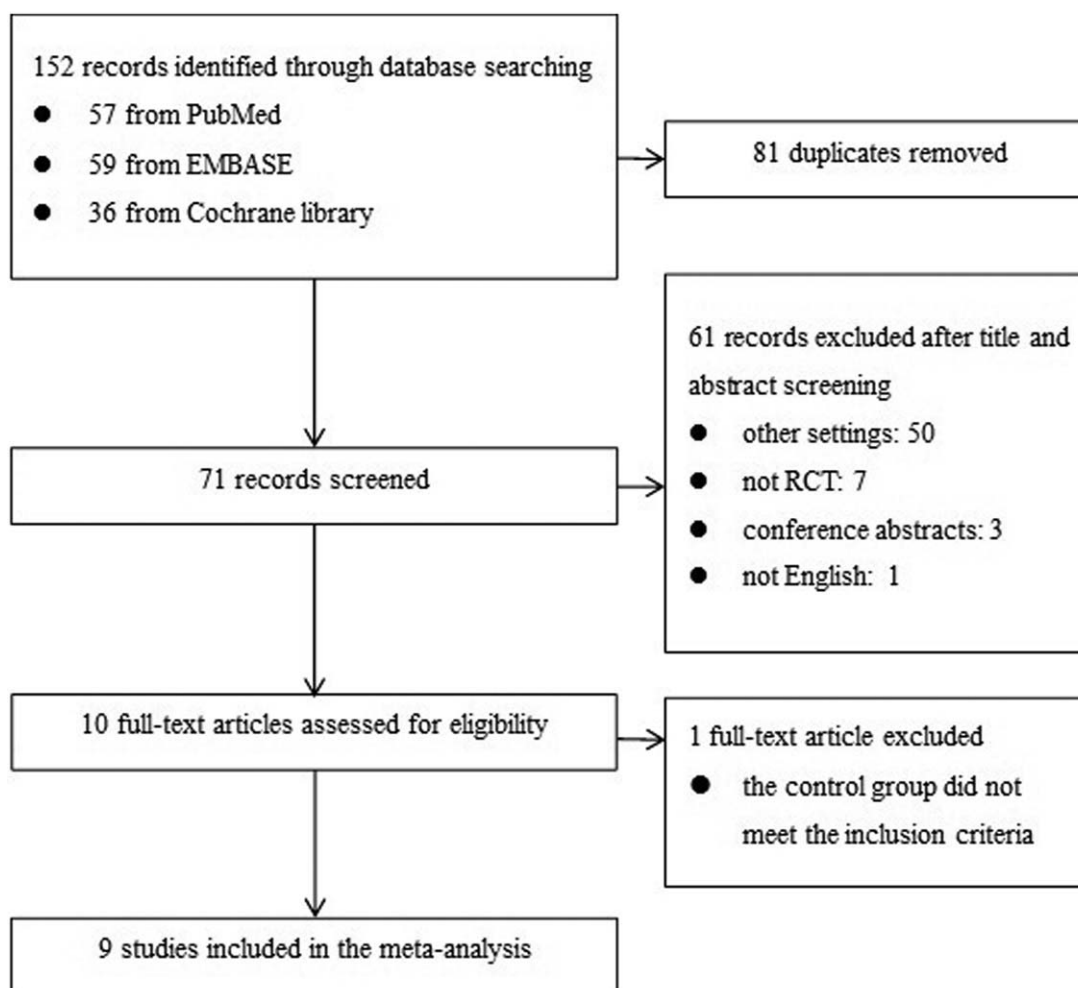 152 records identified through database searching
● 57 from PubMed
● 59 from EMBASE
● 36 from Cochrane library
81 duplicates removed
61 records excluded after title and
abstract screening
● other settings: 50
● not RCT: 7
● conference abstracts: 3
● not English: 1
71 records screened
10 full-text articles assessed for eligibility
1 full-text article excluded
● the control group did not
meet the inclusion criteria
9 studies included in the meta-analysis